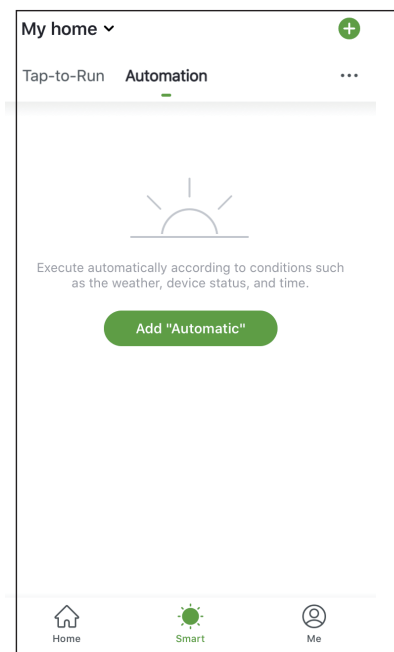 My home
Tap-to-Run Automation
Execute automatically according to conditions such
as the weather, device status, and time.
Add "Automatic"
Home Smart Me